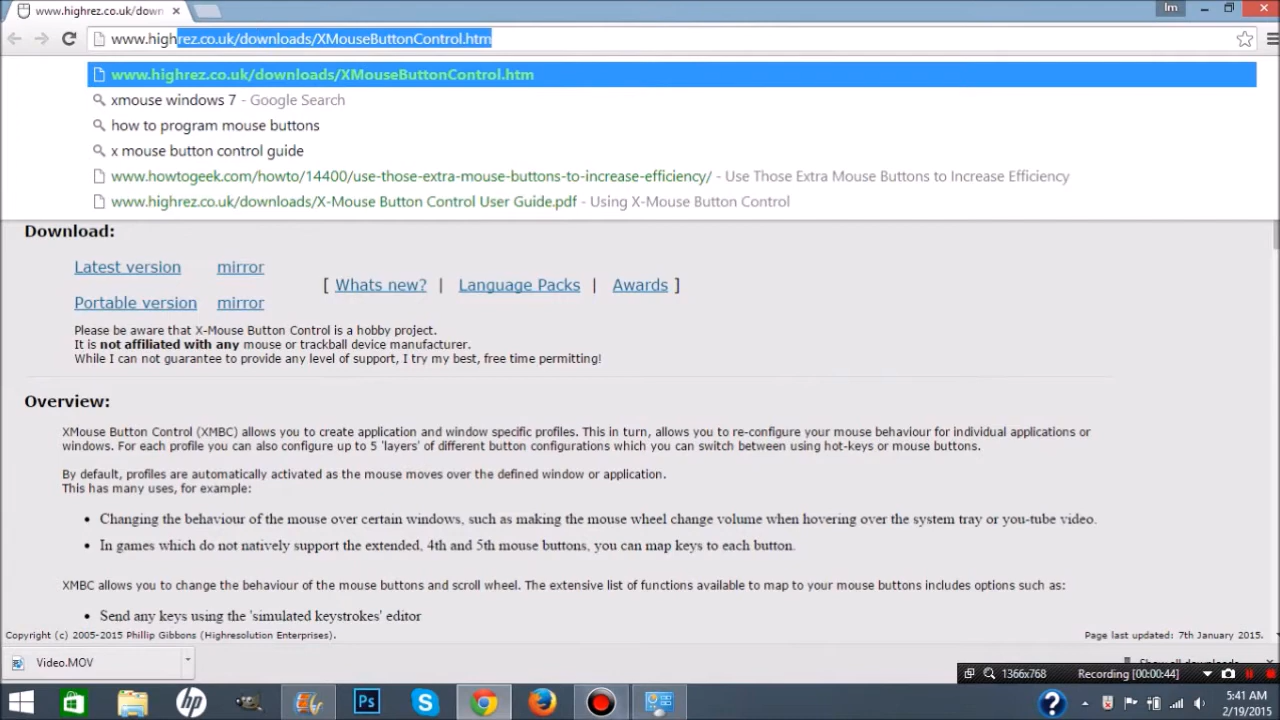 www.highrez.co.uk/down
lm
www.highrez.co.uk/downloads/XMouseButtonControl.htm
www.highrez.co.uk/downloads/XMouseButtonControl.htm
xmouse windows 7 - Google Search
how to program mouse buttons
x mouse button control guide
www.howtogeek.com/howto/14400/use-those-extra-mouse-buttons-to-increase-efficiency/ - Use Those Extra Mouse Buttons to Increase Efficiency
www.highrez.co.uk/downloads/X-Mouse Button Control User Guide.pdf - Using X-Mouse Button Control
Download:
Latest version mirror
[ Whats new? | Language Packs | Awards ]
Portable version mirror
Please be aware that X-Mouse Button Control is a hobby project.
It is not affiliated with any mouse or trackball device manufacturer.
While I can not guarantee to provide any level of support, I try my best, free time permitting!
Overview:
XMouse Button Control (XMBC) allows you to create application and window specific profiles. This in turn, allows you to re-configure your mouse behaviour for individual applications or
windows. For each profile you can also configure up to 5 'layers' of different button configurations which you can switch between using hot-keys or mouse buttons.
By default, profiles are automatically activated as the mouse moves over the defined window or application.
This has many uses, for example:
• Changing the behaviour of the mouse over certain windows, such as making the mouse wheel change volume when hovering over the system tray or you-tube video.
• In games which do not natively support the extended, 4th and 5th mouse buttons, you can map keys to each button.
XMBC allows you to change the behaviour of the mouse buttons and scroll wheel. The extensive list of functions available to map to your mouse buttons includes options such as:
• Send any keys using the 'simulated keystrokes' editor
Copyright (c) 2005-2015 Phillip Gibbons (Highresolution Enterprises). Page last updated: 7th January 2015.
Video.MOV
Show all downloads...
1366x768 Recording [00:00:44]
hp
Ps
5:41 AM
2/19/2015